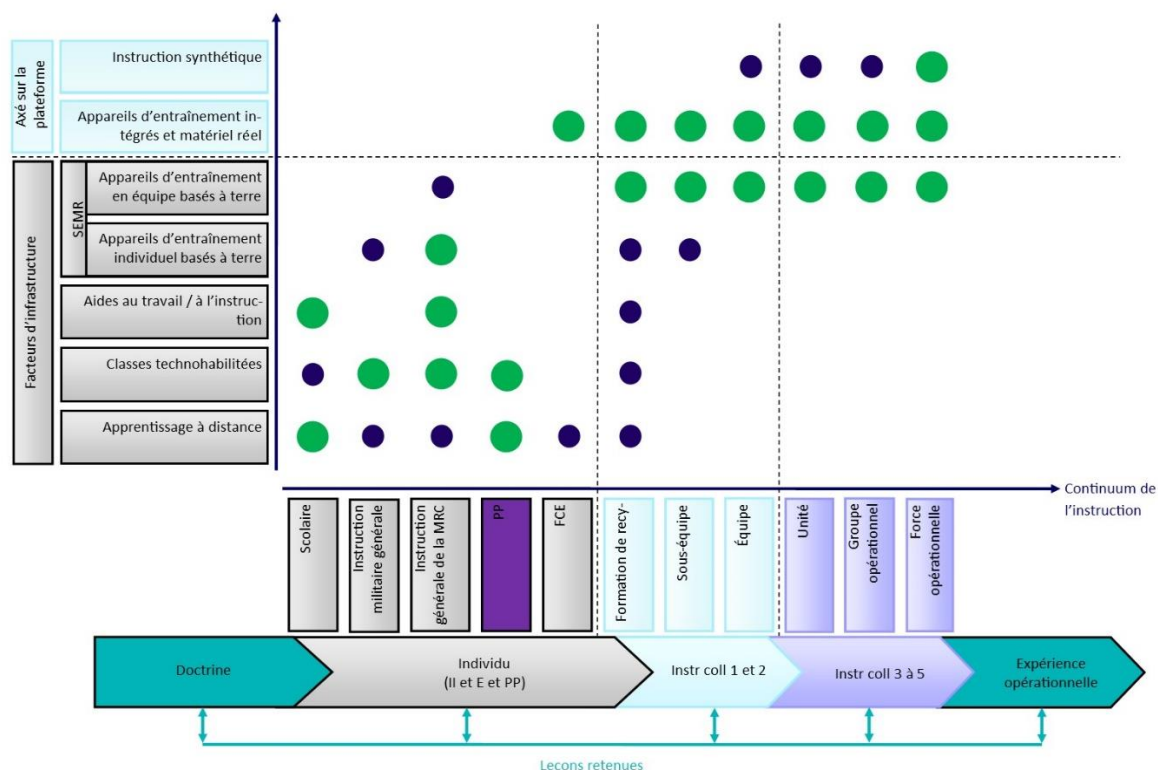 Axé sur la
plateforme
Instruction synthétique
Appareils d'entraînement in-
tégrés et matériel réel
Facteurs d'infrastructure
SEMR
Appareils d'entraînement
en équipe basés à terre
Appareils d'entraînement
individuel basés à terre
Aides au travail / à l'instruc-
tion
Classes technohabilitées
Apprentissage à distance
Continuum de
l'instruction
Scolaire
Instruction
militaire générale
Instruction
générale de la MRC
PP
FCE
Formation de recy-
Sous-équipe
Équipe
Unité
Groupe
opérationnel
Force
opérationnelle
Doctrine
Individu
(II et E et PP)
Instr coll 1 et 2
Instr coll 3 à 5
Expérience
opérationnelle
Leçons retenues